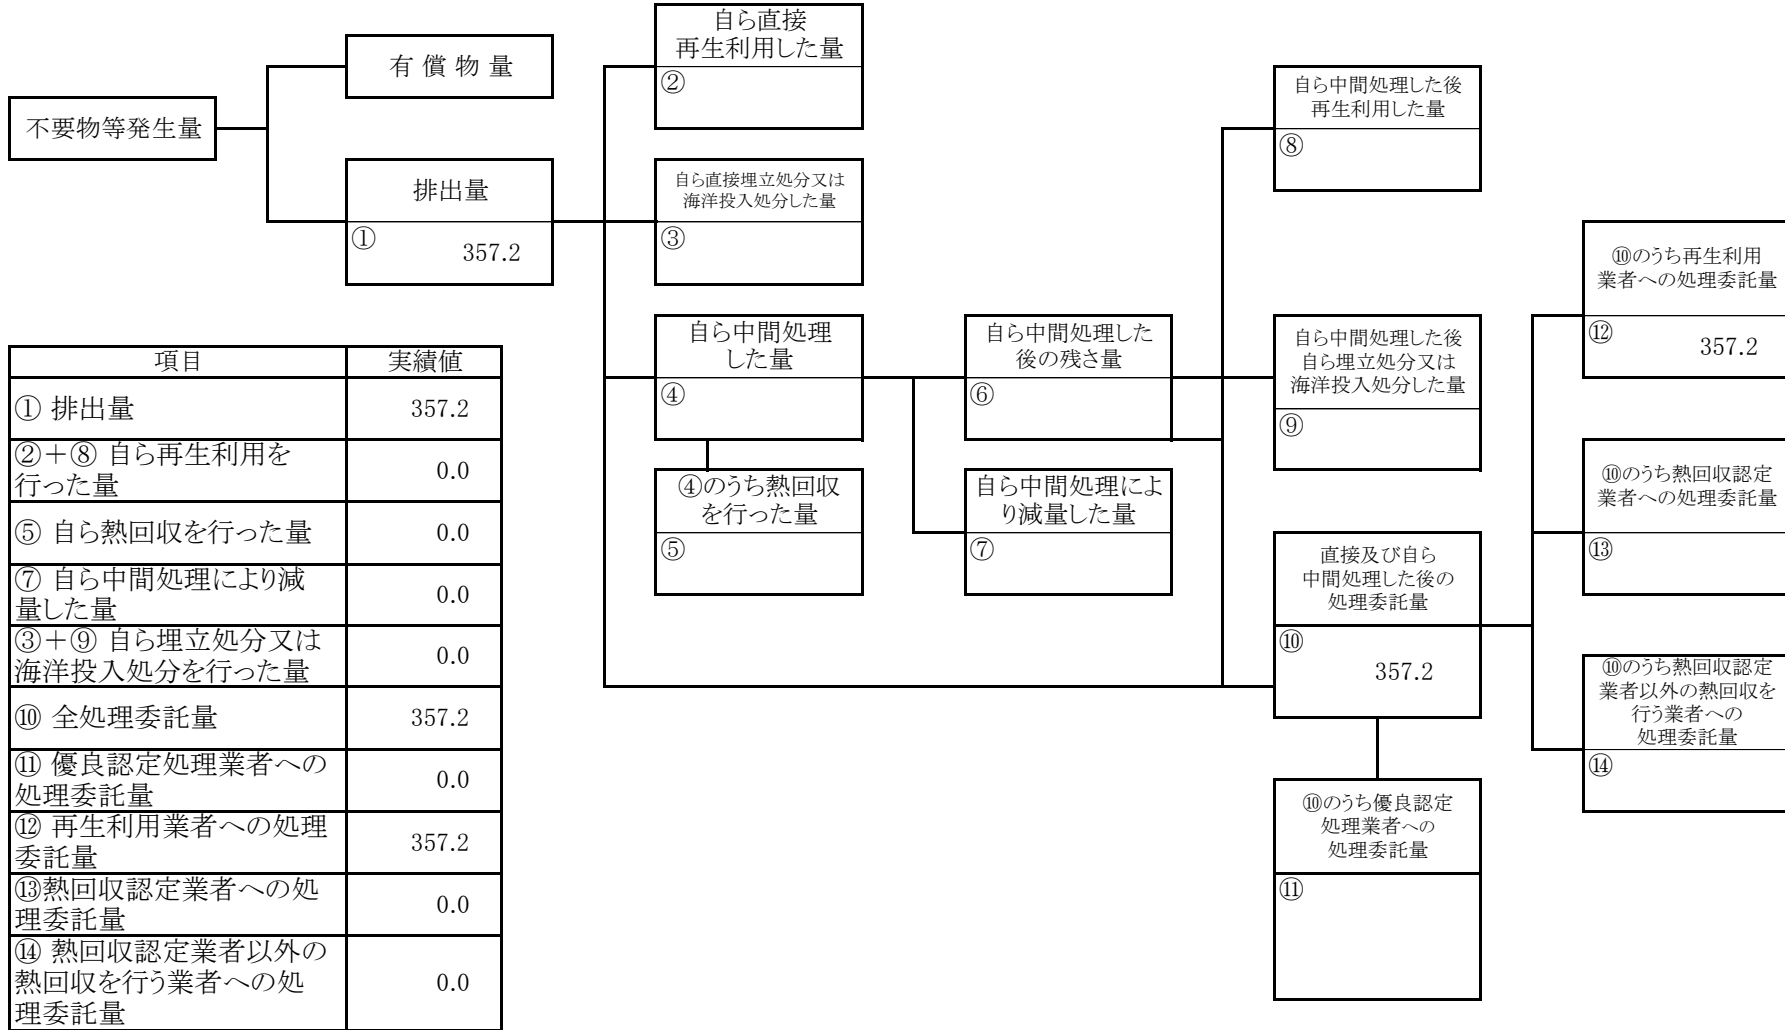 不要物等発生量
有 償 物 量
排出量
①
357.2
自ら直接
再生利用した量
②
自ら直接埋立処分又は
海洋投入処分した量
③
自ら中間処理
した量
④
④のうち熱回収
を行った量
⑤
自ら中間処理した
後の残さ量
⑥
自ら中間処理によ
り減量した量
⑦
自ら中間処理した後
再生利用した量
⑧
自ら中間処理した後
自ら埋立処分又は
海洋投入処分した量
⑨
直接及び自ら
中間処理した後の
処理委託量
⑩
357.2
⑩のうち優良認定
処理業者への
処理委託量
⑪
⑩のうち再生利用
業者への処理委託量
⑫
357.2
⑩のうち熱回収認定
業者への処理委託量
⑬
⑩のうち熱回収認定
業者以外の熱回収を
行う業者への
処理委託量
⑭
項目 実績値
① 排出量 357.2
②＋⑧ 自ら再生利用を
行った量 0.0
⑤ 自ら熱回収を行った量 0.0
⑦ 自ら中間処理により減
量した量 0.0
③＋⑨ 自ら埋立処分又は
海洋投入処分を行った量 0.0
⑩ 全処理委託量 357.2
⑪ 優良認定処理業者への
処理委託量 0.0
⑫ 再生利用業者への処理
委託量 357.2
⑬熱回収認定業者への処
理委託量 0.0
⑭ 熱回収認定業者以外の
熱回収を行う業者への処
理委託量 0.0